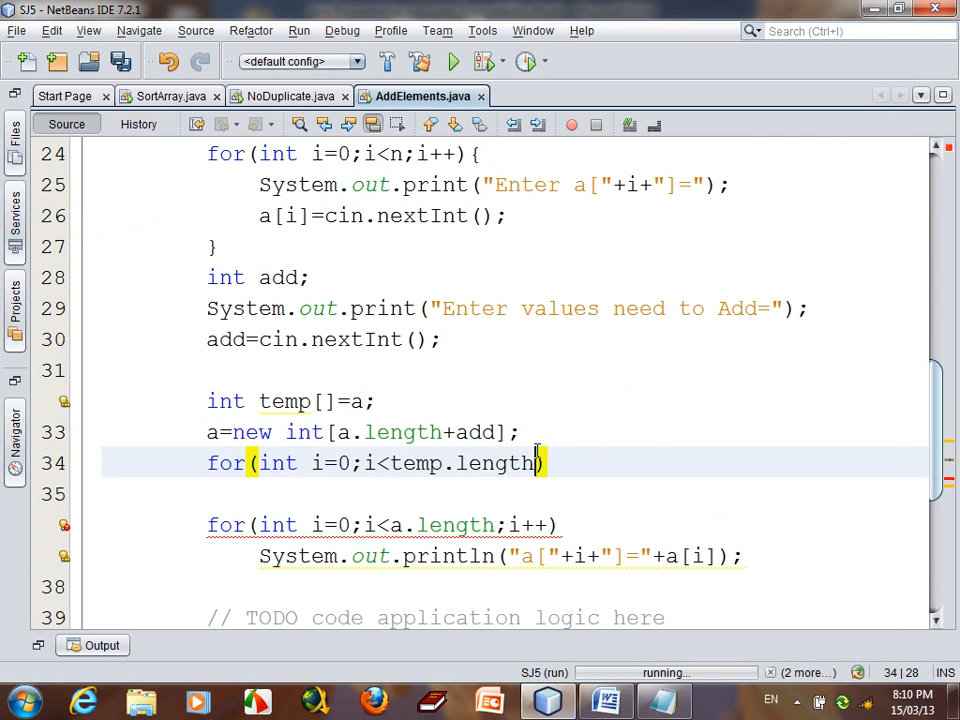 SJ5 - NetBeans IDE 7.2.1
File Edit View Navigate Source Refactor Run Debug Profile Team Tools Window Help
Search (Ctrl+I)
<default config>
Start Page SortArray.java NoDuplicate.java AddElements.java
Source History
Files
Services
Projects
Navigator
24 for(int i=0;i<n;i++){
25 System.out.print("Enter a["+i+"]=");
26 a[i]=cin.nextInt();
27 }
28 int add;
29 System.out.print("Enter values need to Add=");
30 add=cin.nextInt();
31
int temp[]=a;
33 a=new int[a.length+add];
34 for(int i=0;i<temp.length)
35
for(int i=0;i<a.length;i++)
System.out.println("a["+i+"]="+a[i]);
38
39 // TODO code application logic here
Output
SJ5 (run) running... (2 more...) 34 | 28 INS
EN 8:10 PM
15/03/13